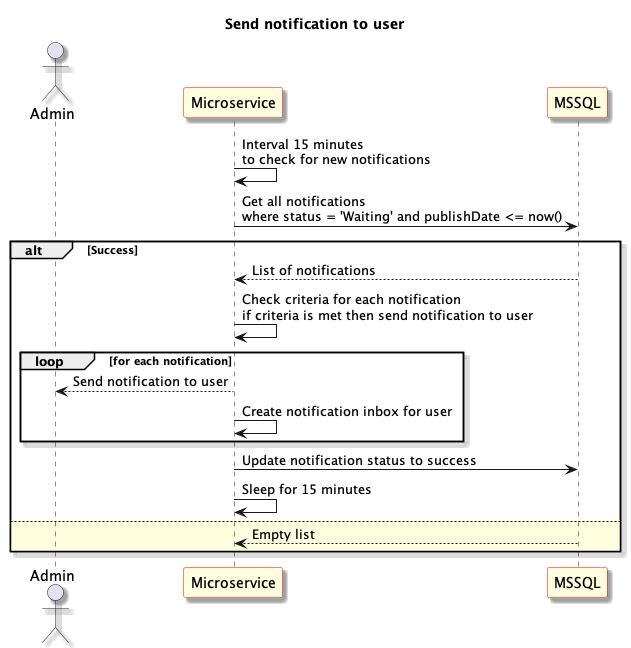 Send notification to user
Admin
Microservice
MSSQL
Interval 15 minutes
to check for new notifications
Get all notifications
where status = 'Waiting' and publishDate <= now()
alt [Success]
List of notifications
Check criteria for each notification
if criteria is met then send notification to user
loop [for each notification]
Send notification to user
Create notification inbox for user
Update notification status to success
Sleep for 15 minutes
Empty list
Admin
Microservice
MSSQL